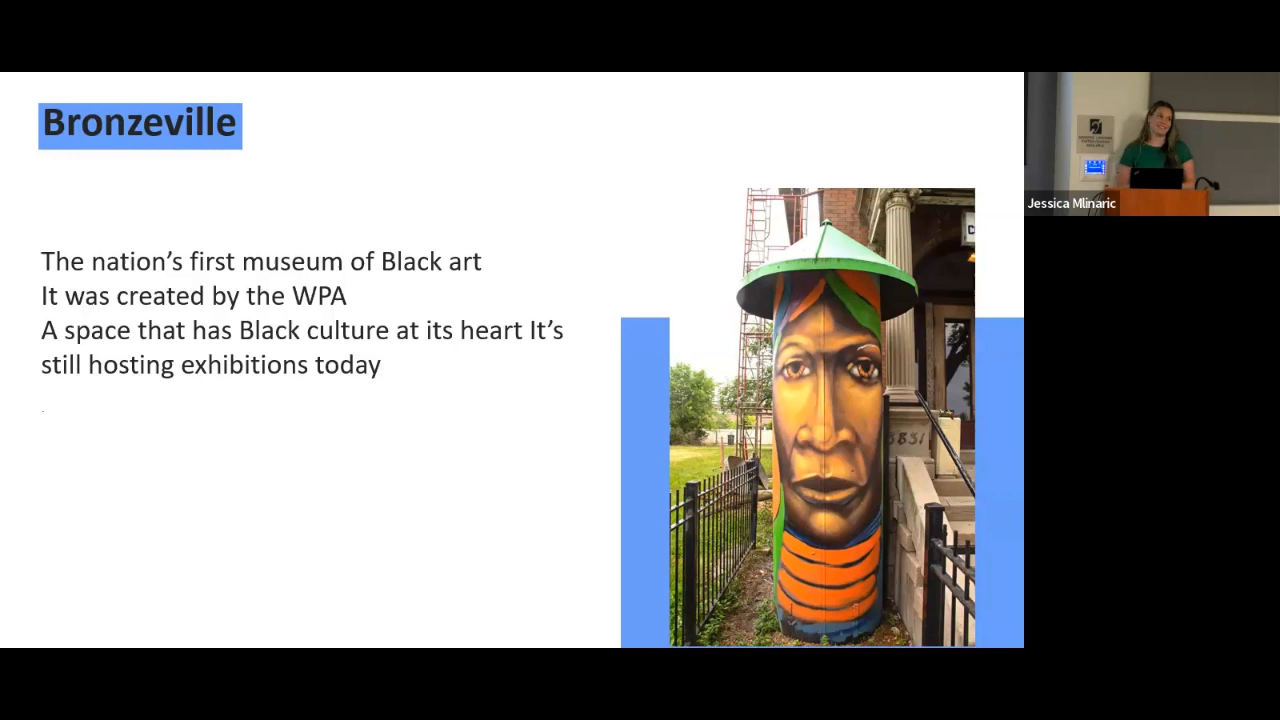 Bronzeville
The nation’s first museum of Black art
It was created by the WPA
A space that has Black culture at its heart It’s
still hosting exhibitions today
3831
Jessica Mlinaric